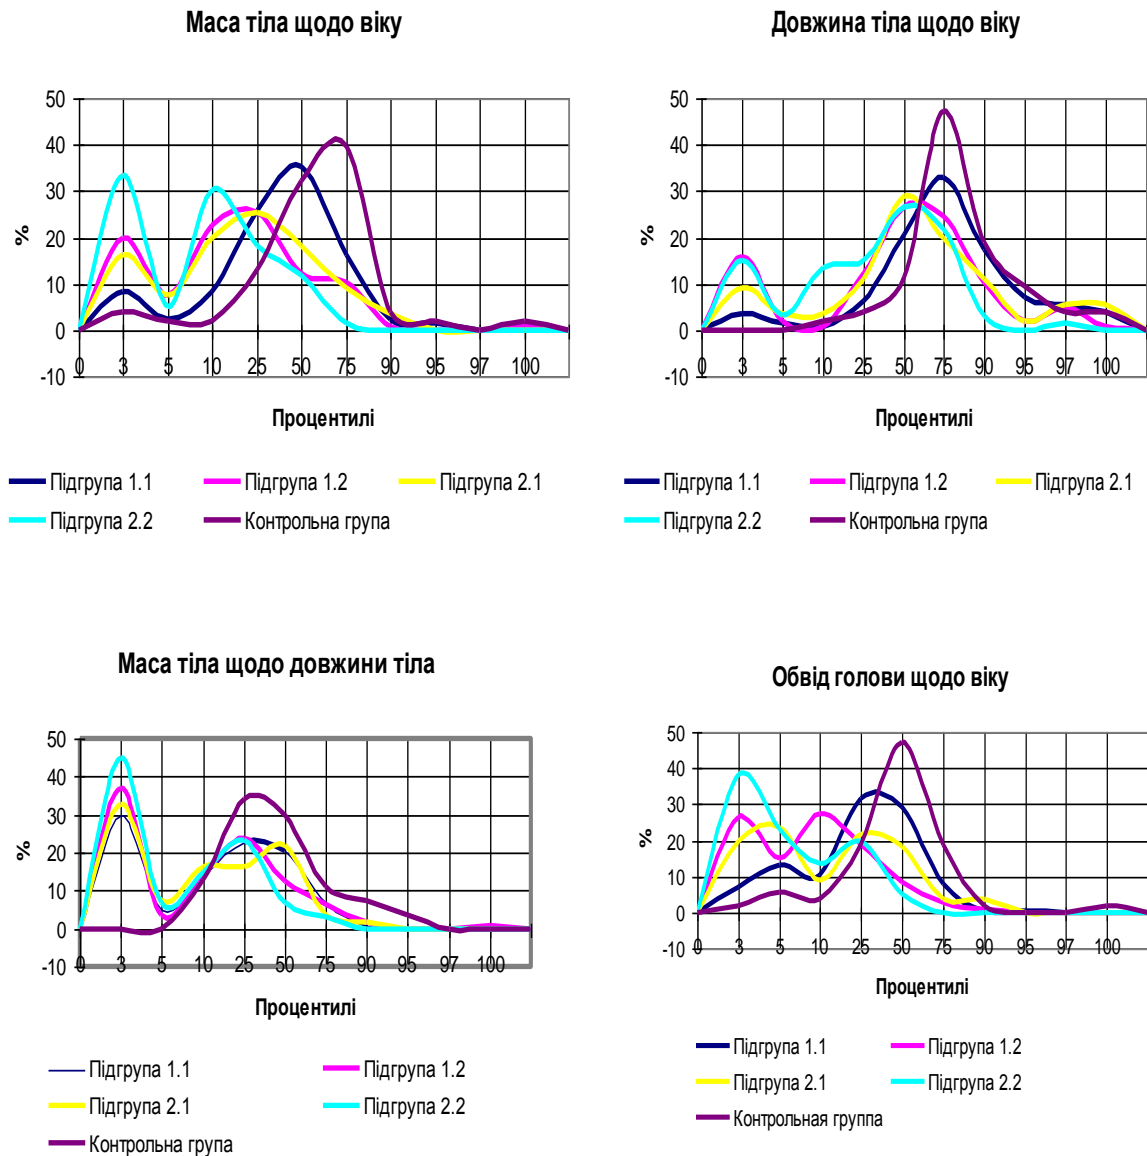 Маса тіла щодо віку
50
40
30
20
10
0
-10
%
0 3 5 10 25 50 75 90 95 97 100
Процентилі
Підгрупа 1.1 Підгрупа 1.2 Підгрупа 2.1
Підгрупа 2.2 Контрольна група
Довжина тіла щодо віку
50
40
30
20
10
0
-10
%
0 3 5 10 25 50 75 90 95 97 100
Процентилі
Підгрупа 1.1 Підгрупа 1.2 Підгрупа 2.1
Підгрупа 2.2 Контрольна група
Маса тіла щодо довжини тіла
50
40
30
20
10
0
-10
%
0 3 5 10 25 50 75 90 95 97 100
Процентилі
Підгрупа 1.1 Підгрупа 1.2
Підгрупа 2.1 Підгрупа 2.2
Контрольна група
Обвід голови щодо віку
50
40
30
20
10
0
-10
%
0 3 5 10 25 50 75 90 95 97 100
Процентилі
Підгрупа 1.1 Підгрупа 1.2
Підгрупа 2.1 Підгрупа 2.2
Контрольная группа